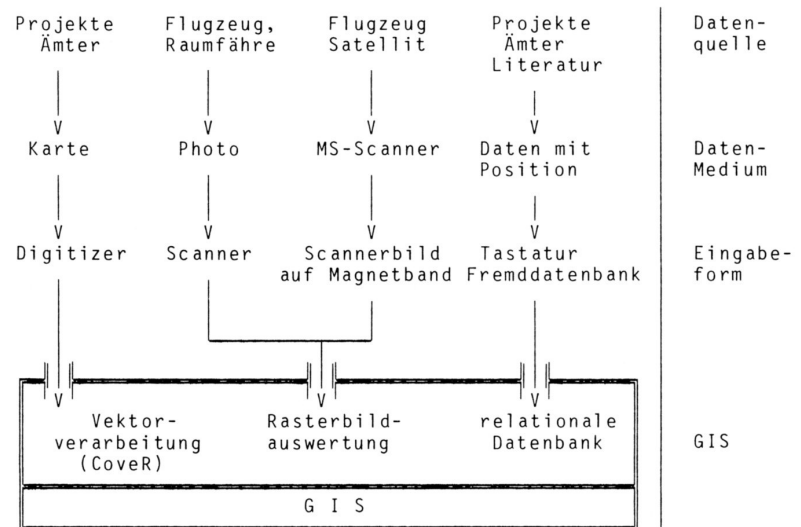 Projekte Flugzeug, Flugzeug Projekte Daten-
Ämter Raumfähre Satellit Ämter quelle
Literatur
V V V V
Karte Photo MS-Scanner Daten mit Daten-
Position Medium
V V V V
Digitizer Scanner Scannerbild Tastatur Eingabe-
auf Magnetband Fremddatenbank form
V V V
Vektor- Rasterbild- relationale
verarbeitung auswertung Datenbank GIS
(CoveR)
G I S